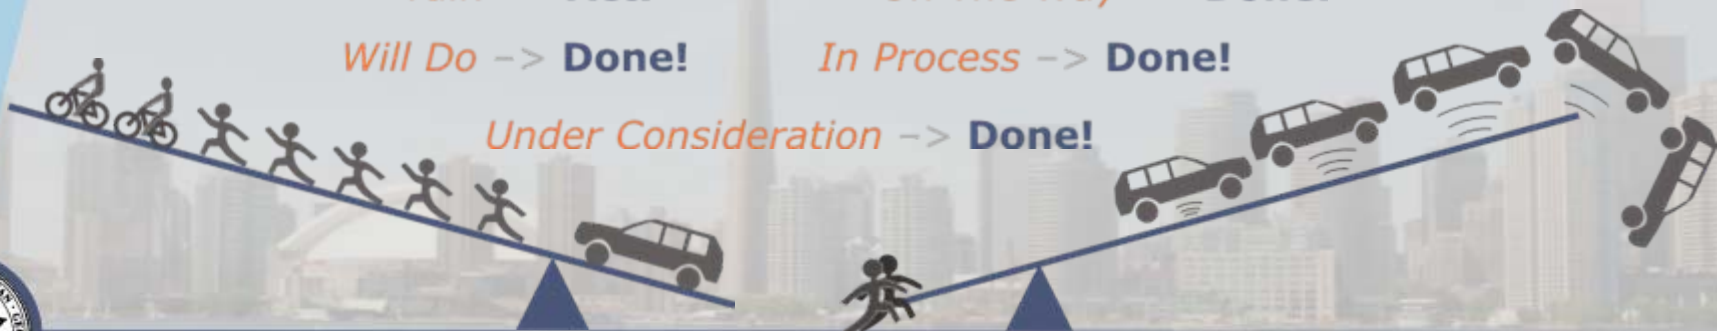 Will Do –> Done! In Process –> Done!
Under Consideration –> Done!